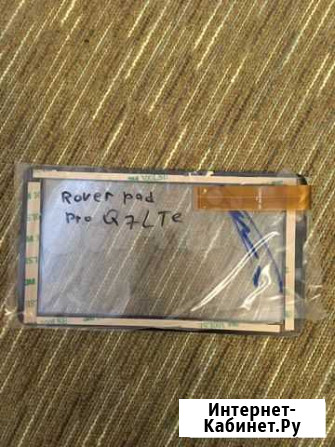 Rover pad
pro Q7LTe
Интернет-
Кабинет.Ру